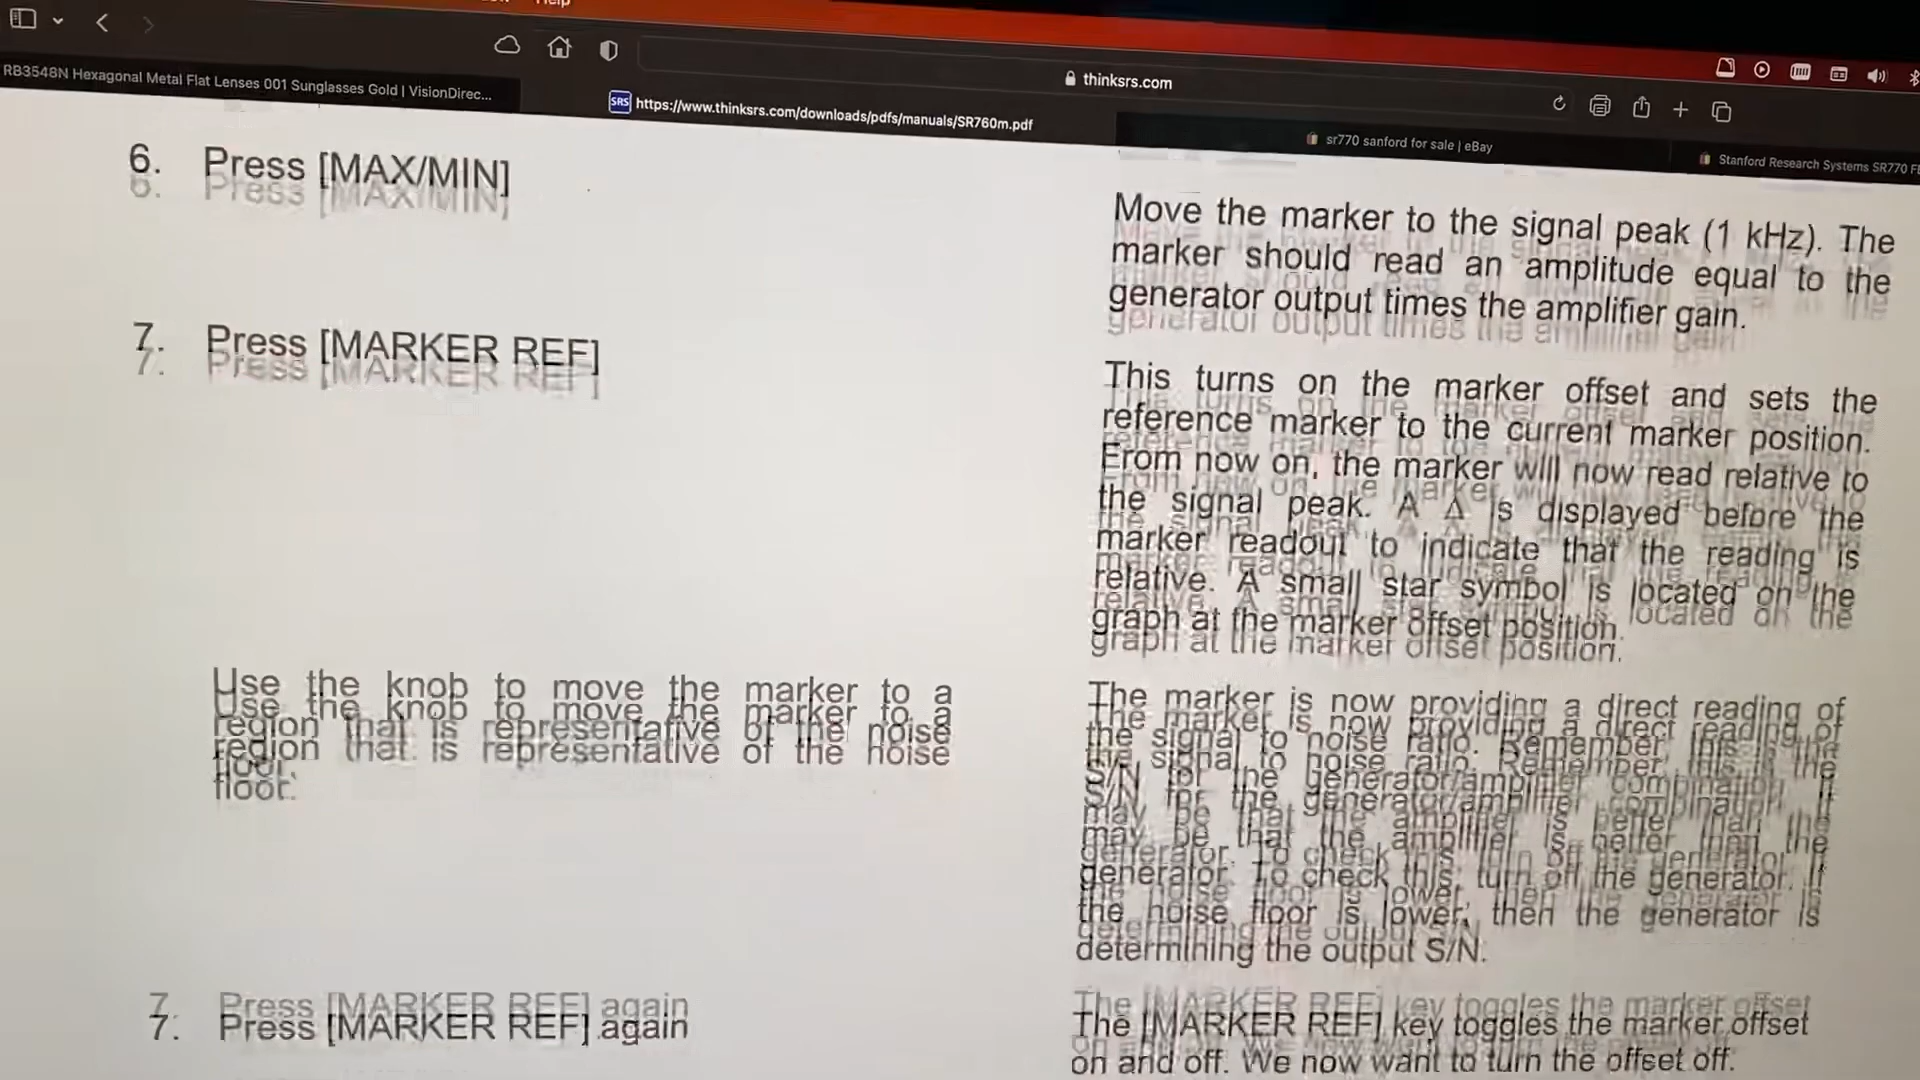 Help
thinksrs.com
RB3548N Hexagonal Metal Flat Lenses 001 Sunglasses Gold | VisionDirec...
SRS https://www.thinksrs.com/downloads/pdfs/manuals/SR760m.pdf
sr770 sanford for sale | eBay
Stanford Research Systems SR770 F
6. Press [MAX/MIN]
Move the marker to the signal peak (1 kHz). The
marker should read an amplitude equal to the
generator output times the amplifier gain.
7. Press [MARKER REF]
This turns on the marker offset and sets the
reference marker to the current marker position.
From now on, the marker will now read relative to
the signal peak. A Δ is displayed before the
marker readout to indicate that the reading is
relative. A small star symbol is located on the
graph at the marker offset position.
Use the knob to move the marker to a
region that is representative of the noise
floor.
The marker is now providing a direct reading of
the signal to noise ratio. Remember, this is the
S/N for the generator/amplifier combination. It
may be that the amplifier is better than the
generator. To check this, turn off the generator. If
the noise floor is lower, then the generator is
determining the output S/N.
7. Press [MARKER REF] again
The [MARKER REF] key toggles the marker offset
on and off. We now want to turn the offset off.